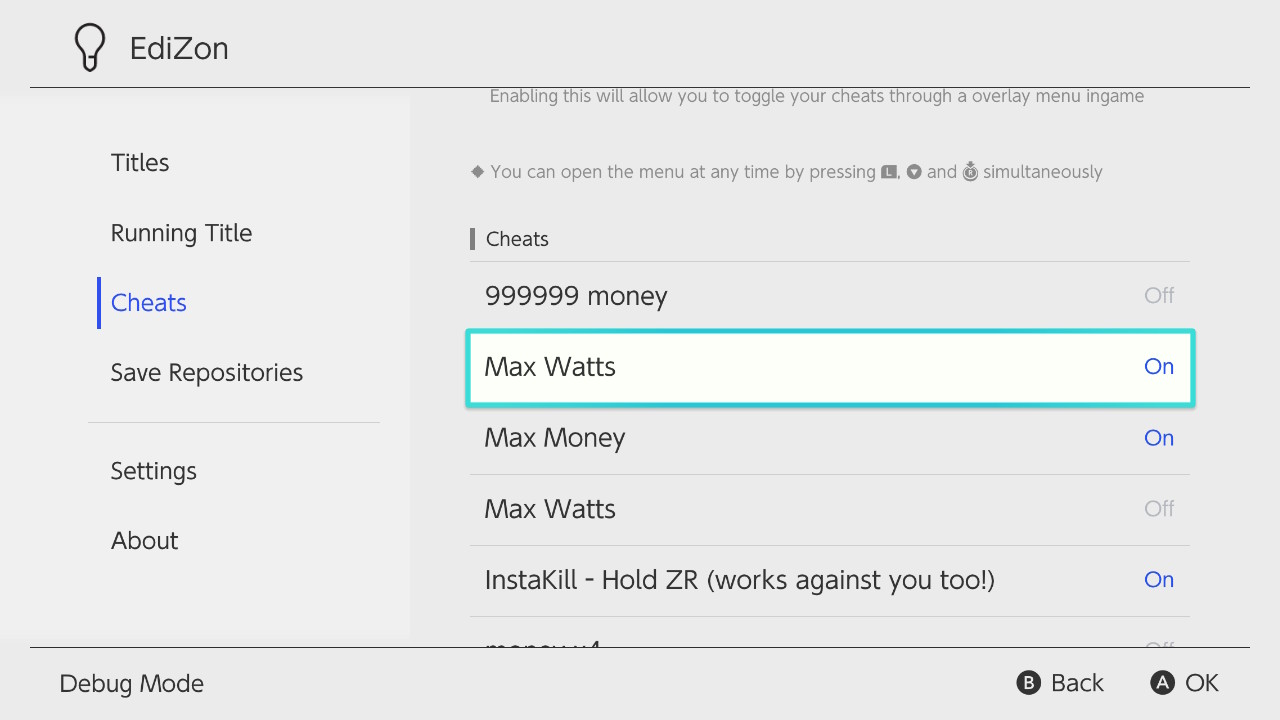 EdiZon
Titles
Running Title
Cheats
Save Repositories
Settings
About
Enabling this will allow you to toggle your cheats through a overlay menu ingame
◆ You can open the menu at any time by pressing L, ▼ and R simultaneously
Cheats
999999 money Off
Max Watts On
Max Money On
Max Watts Off
InstaKill - Hold ZR (works against you too!) On
money x4 Off
Debug Mode
B Back A OK